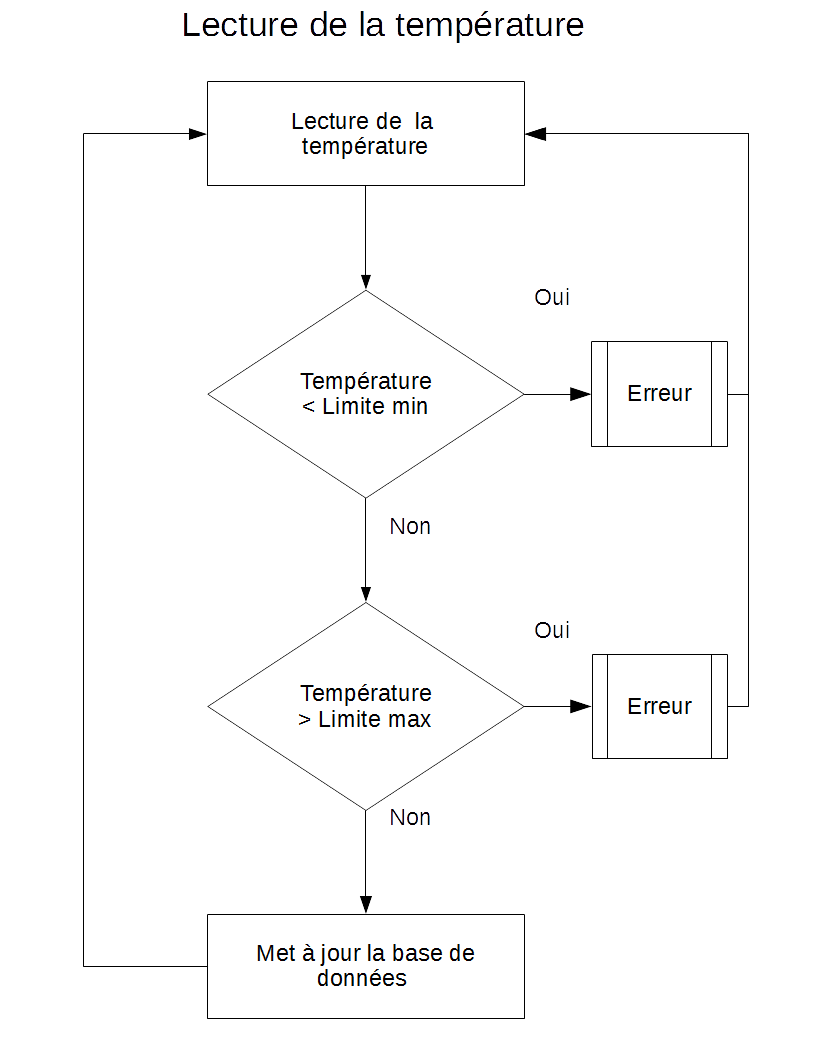 Lecture de la température
Lecture de la
température
Oui
Température
< Limite min
Erreur
Non
Oui
Température
> Limite max
Erreur
Non
Met à jour la base de
données